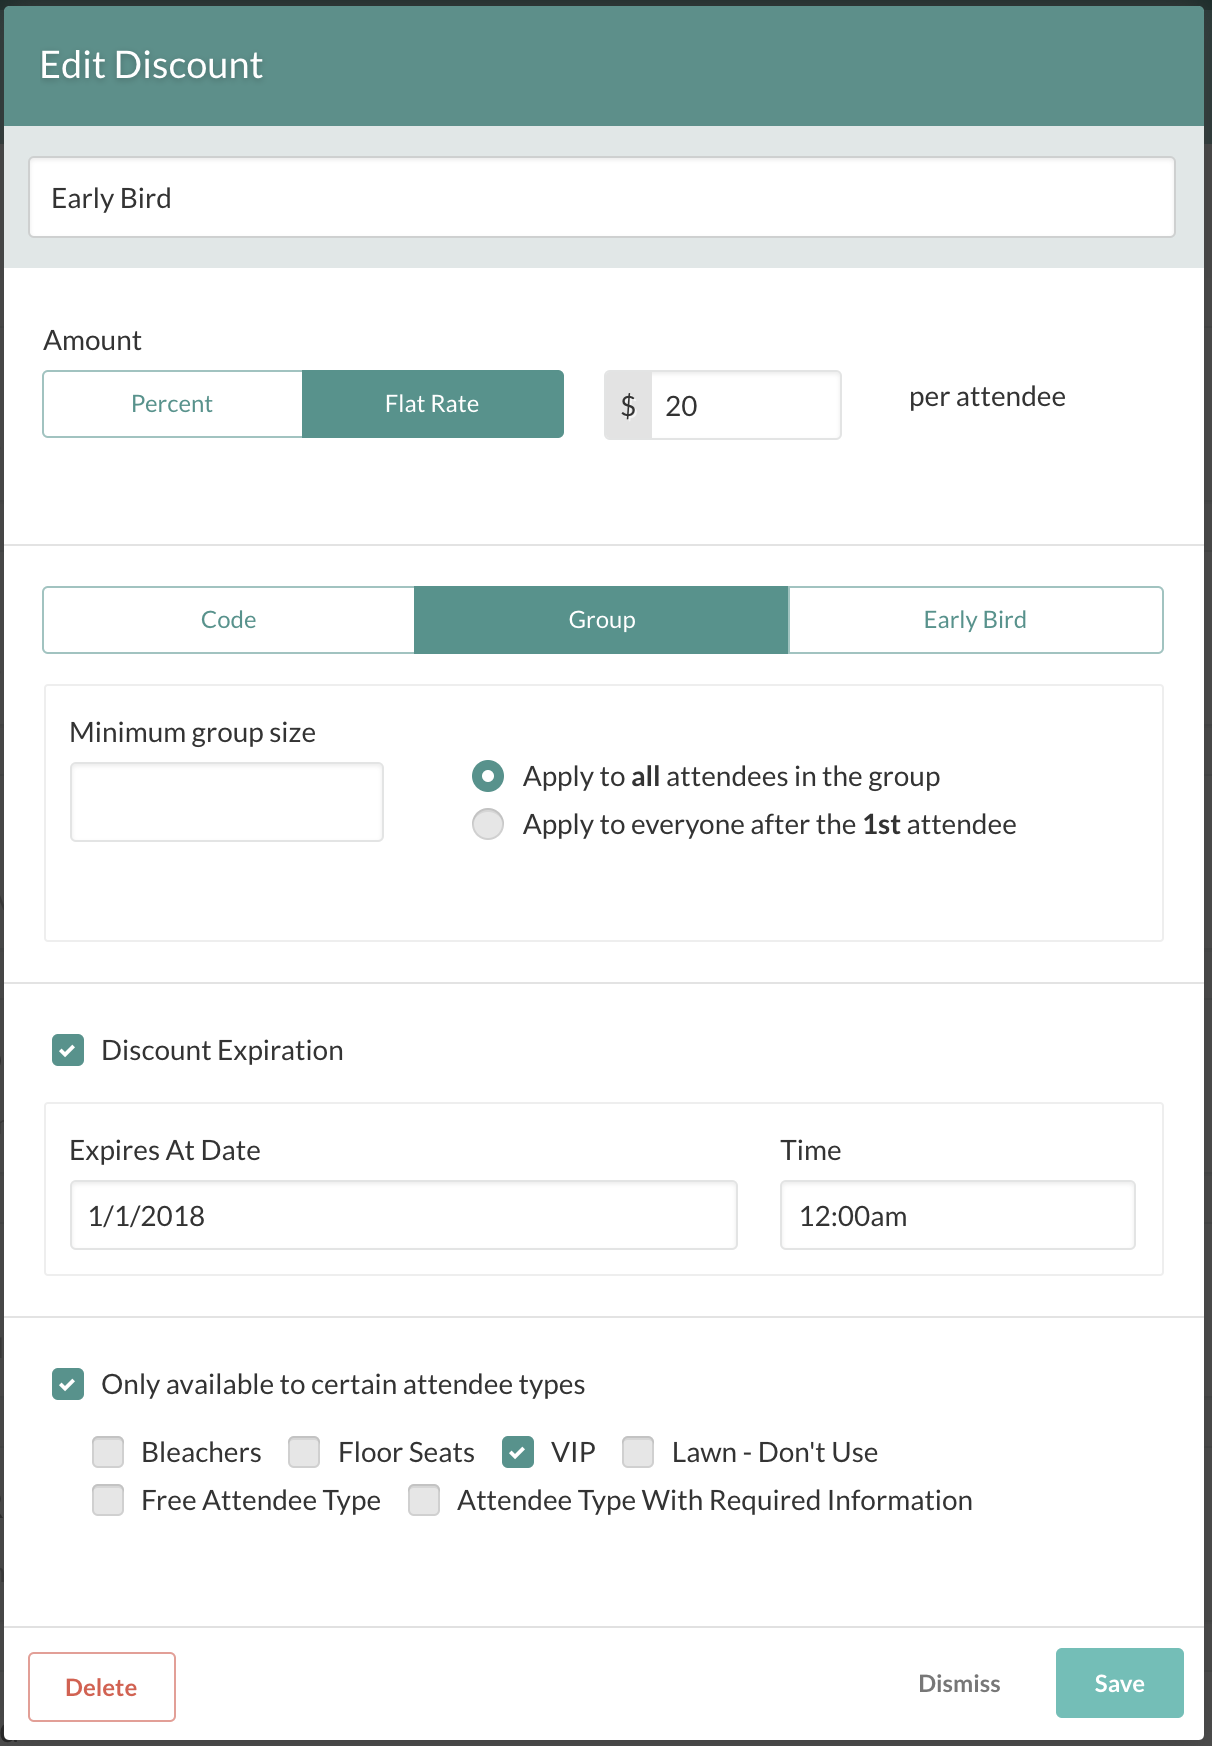 Edit Discount
Early Bird
Amount
Percent Flat Rate $ 20 per attendee
Code Group Early Bird
Minimum group size
Apply to all attendees in the group
Apply to everyone after the 1st attendee
Discount Expiration
Expires At Date Time
1/1/2018 12:00am
Only available to certain attendee types
Bleachers Floor Seats VIP Lawn - Don't Use
Free Attendee Type Attendee Type With Required Information
Delete Dismiss Save